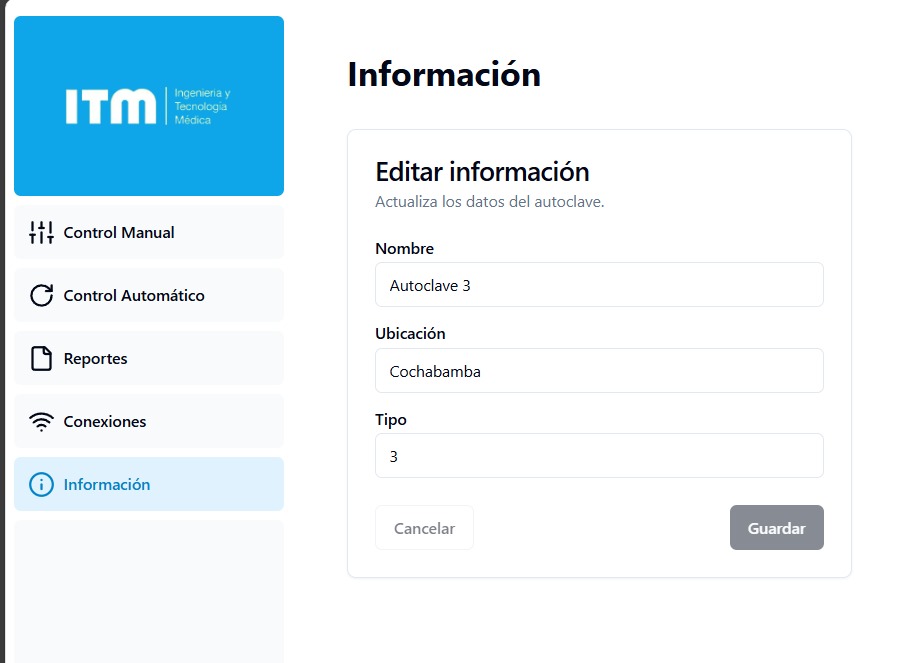 ITM
Ingeniería y
Tecnología
Médica
Control Manual
Control Automático
Reportes
Conexiones
Información
Información
Editar información
Actualiza los datos del autoclave.
Nombre
Autoclave 3
Ubicación
Cochabamba
Tipo
3
Cancelar
Guardar